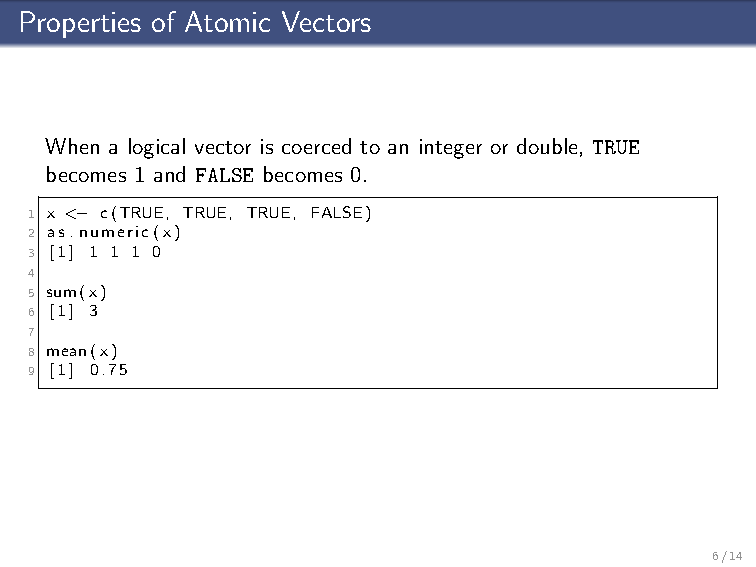 Properties of Atomic Vectors
When a logical vector is coerced to an integer or double, TRUE
becomes 1 and FALSE becomes 0.
1 x <− c(TRUE, TRUE, TRUE, FALSE)
2 as.numeric(x)
3 [1] 1 1 1 0
4
5 sum(x)
6 [1] 3
7
8 mean(x)
9 [1] 0.75
6 / 14